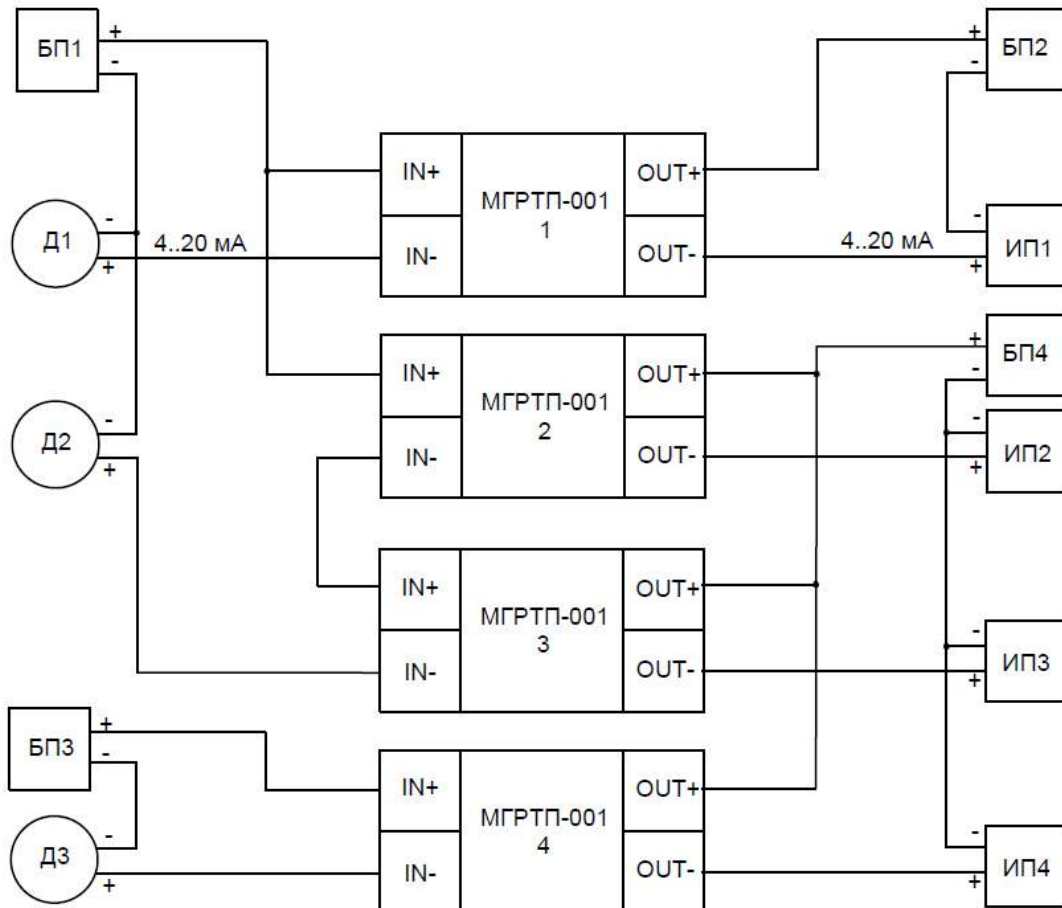 БП1
+
-
+
-
БП2
IN+
МГРТП-001
1
OUT+
IN-
OUT-
Д1
-
+
4..20 мА
4..20 мА
-
+
ИП1
IN+
МГРТП-001
2
OUT+
IN-
OUT-
+
-
БП4
Д2
-
+
-
+
ИП2
IN+
МГРТП-001
3
OUT+
IN-
OUT-
-
+
ИП3
БП3
+
-
IN+
МГРТП-001
4
OUT+
IN-
OUT-
Д3
-
+
-
+
ИП4